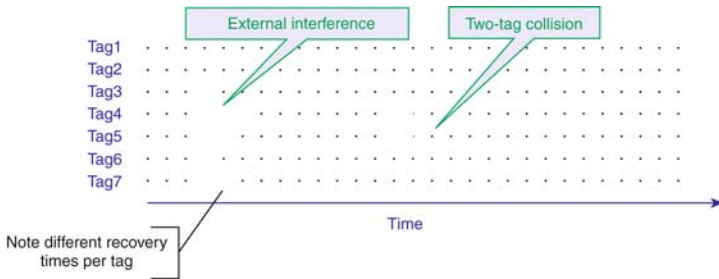 External interference
Two-tag collision
Tag1
Tag2
Tag3
Tag4
Tag5
Tag6
Tag7
Time
Note different recovery
times per tag